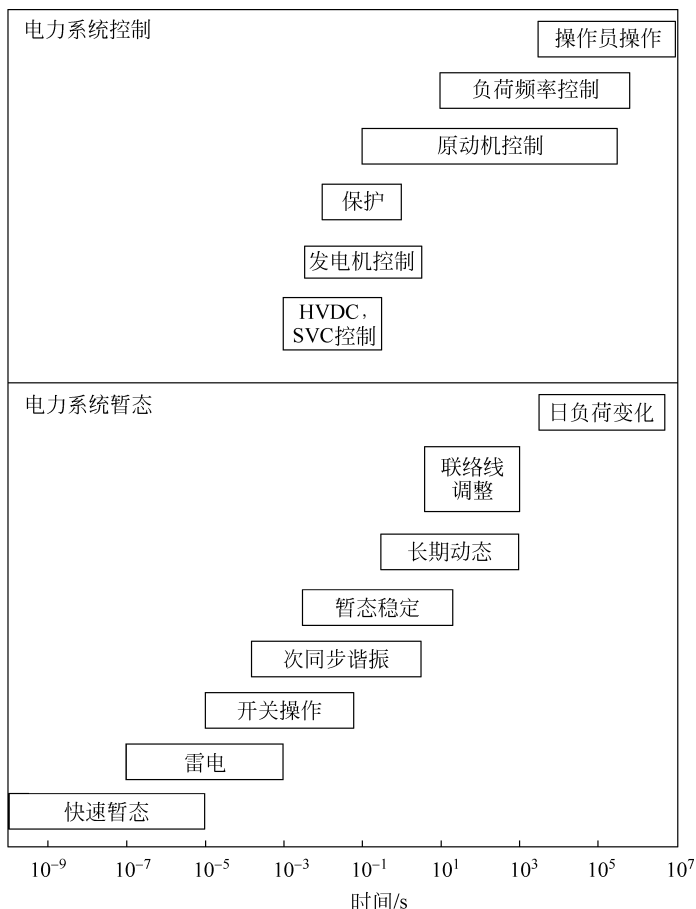 电力系统控制
操作员操作
负荷频率控制
原动机控制
保护
发电机控制
HVDC，
SVC控制
电力系统暂态
日负荷变化
联络线
调整
长期动态
暂态稳定
次同步谐振
开关操作
雷电
快速暂态
10⁻⁹ 10⁻⁷ 10⁻⁵ 10⁻³ 10⁻¹ 10¹ 10³ 10⁵ 10⁷
时间/s